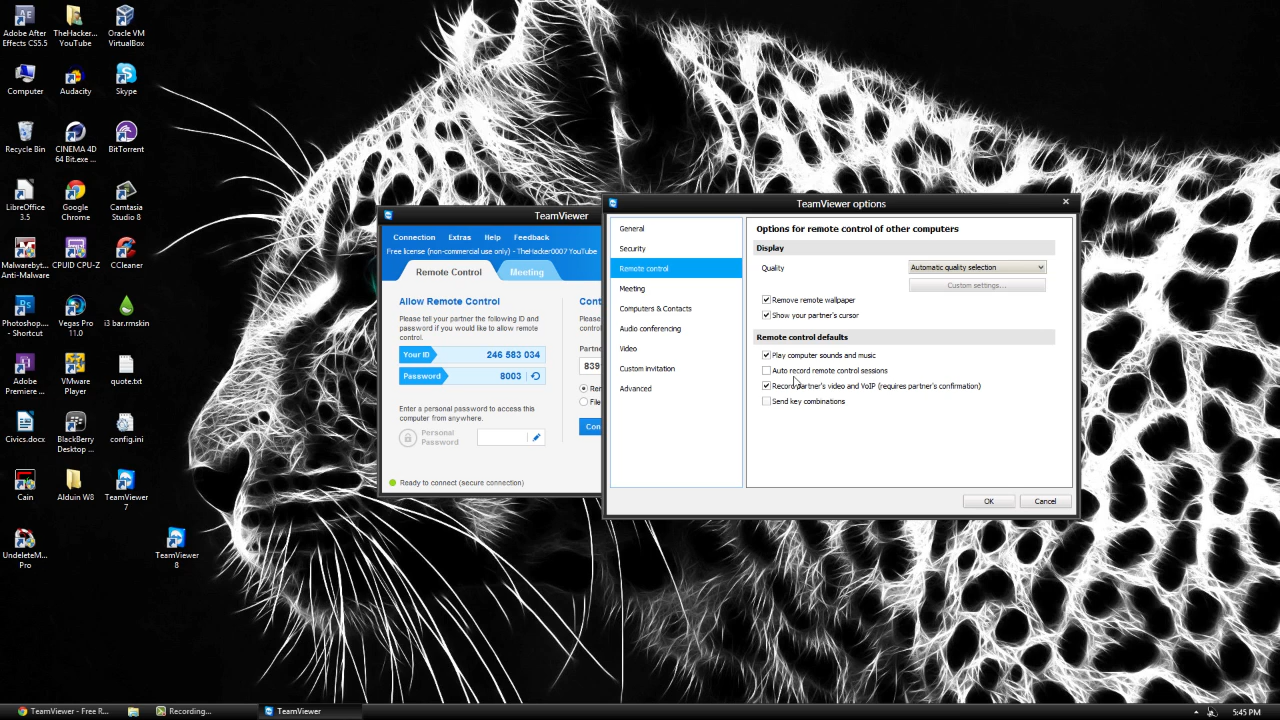 Adobe After
Effects CS5.5
TheHacker...
YouTube
Oracle VM
VirtualBox
Computer
Audacity
Skype
Recycle Bin
CINEMA 4D
64 Bit.exe ...
BitTorrent
LibreOffice
3.5
Google
Chrome
Camtasia
Studio 8
Malwarebyt...
Anti-Malware
CPUID CPU-Z
CCleaner
Photoshop....
- Shortcut
Vegas Pro
11.0
i3 bar.rmskin
Adobe
Premiere ...
VMware
Player
quote.txt
Civics.docx
BlackBerry
Desktop ...
config.ini
Cain
Alduin W8
TeamViewer
7
UndeleteM...
Pro
TeamViewer
8
TeamViewer
Connection Extras Help Feedback
Free license (non-commercial use only) - TheHacker0007 YouTube
Remote Control Meeting
Allow Remote Control
Please tell your partner the following ID and
password if you would like to allow remote
control.
Your ID 246 583 034
Password 8003
Enter a personal password to access this
computer from anywhere.
Personal
Password
Ready to connect (secure connection)
Cont
Please
control
Partne
839
Rem
File
Con
TeamViewer options
General
Security
Remote control
Meeting
Computers & Contacts
Audio conferencing
Video
Custom invitation
Advanced
Options for remote control of other computers
Display
Quality Automatic quality selection
Custom settings...
Remove remote wallpaper
Show your partner's cursor
Remote control defaults
Play computer sounds and music
Auto record remote control sessions
Record partner's video and VoIP (requires partner's confirmation)
Send key combinations
OK Cancel
TeamViewer - Free R...
Recording...
TeamViewer
5:45 PM